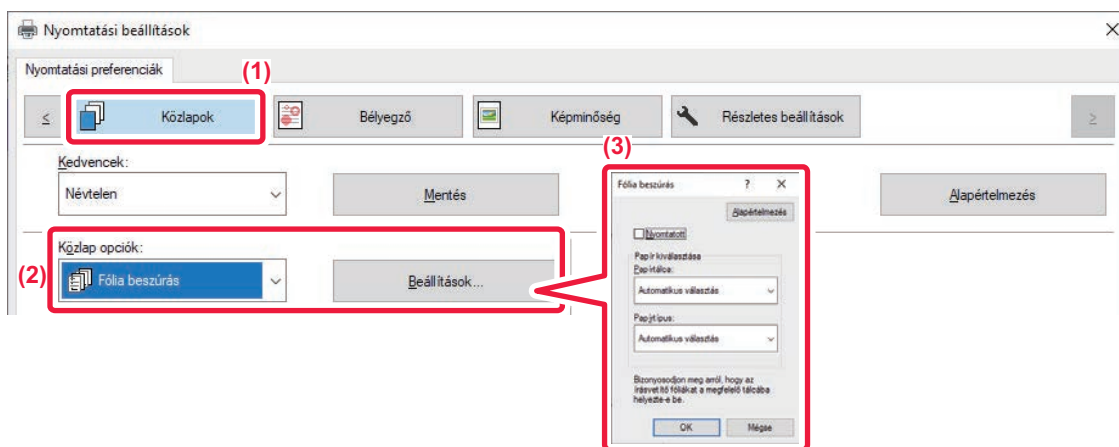 Nyomtatási beállítások
Nyomtatási preferenciák
(1)
≤
Közlapok
Bélyegző
Képminőség
Részletes beállítások
≥
Kedvencek:
Névtelen
Mentés
Alapértelmezés
(2)
Közlap opciók:
Fólia beszúrás
Beállítások...
(3)
Fólia beszúrás
?
Alapértelmezés
Nyomtatott
Papír kiválasztása
Papírtálca:
Automatikus választás
Papírtípus:
Automatikus választás
Bizonyosodjon meg arról, hogy az
írásvetítő fóliákat a megfelelő tálcába
helyezte-e be.
OK
Mégse